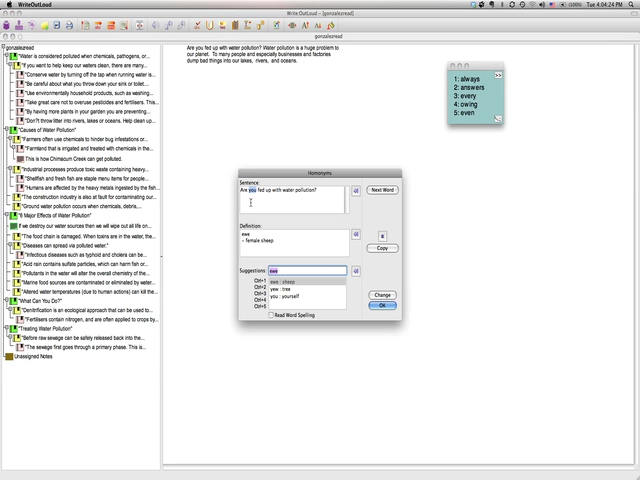 WriteOutLoud
(100%) Tue 4:04:24 PM
Write:OutLoud
gonzalezread
gonzalezread
"Water is considered polluted when chemicals, pathogens, or...
"If you want to help keep our waters clean, there are many...
"Conserve water by turning off the tap when running water is...
"Be careful about what you throw down your sink or toilet...
"Use environmentally household products, such as washing...
"Take great care not to overuse pesticides and fertilisers. This...
"By having more plants in your garden you are preventing...
"Don?t throw litter into rivers, lakes or oceans. Help clean up...
"Causes of Water Pollution"
"Farmers often use chemicals to hinder bug infestations or...
"Farmland that is irrigated and treated with chemicals in the...
This is how Chimacum Creek can get polluted.
"Industrial processes produce toxic waste containing heavy...
"Shellfish and fresh fish are staple menu items for people...
"Humans are affected by the heavy metals ingested by the fish...
"The construction industry is also at fault for contaminating our...
"Ground water pollution occurs when chemicals, debris,...
"6 Major Effects of Water Pollution"
If we destroy our water sources then we will wipe out all life on...
"The food chain is damaged. When toxins are in the water, the...
"Diseases can spread via polluted water."
"Infectious diseases such as typhoid and cholera can be...
"Acid rain contains sulfate particles, which can harm fish or...
"Pollutants in the water will alter the overall chemistry of the...
"Marine food sources are contaminated or eliminated by water...
"Altered water temperatures (due to human actions) can kill the...
"What Can You Do?"
"Denitrification is an ecological approach that can be used to...
"Fertilisers contain nitrogen, and are often applied to crops by...
"Treating Water Pollution"
"Before raw sewage can be safely released back into the...
"The sewage first goes through a primary phase. This is...
Unassigned Notes
Are you fed up with water pollution? Water pollution is a huge problem to
our planet. To many people and especially businesses and factories
dump bad things into our lakes, rivers, and oceans.
1: always
2: answers
3: every
4: owing
5: even
>>
Homonyms
Sentence:
Are you fed up with water pollution?
Next Word
Definition:
ewe
- female sheep
Copy
Suggestions:
ewe
Ctrl+1
Ctrl+2
Ctrl+3
Ctrl+4
Ctrl+5
ewe : sheep
yew : tree
you : yourself
Change
OK
Read Word Spelling